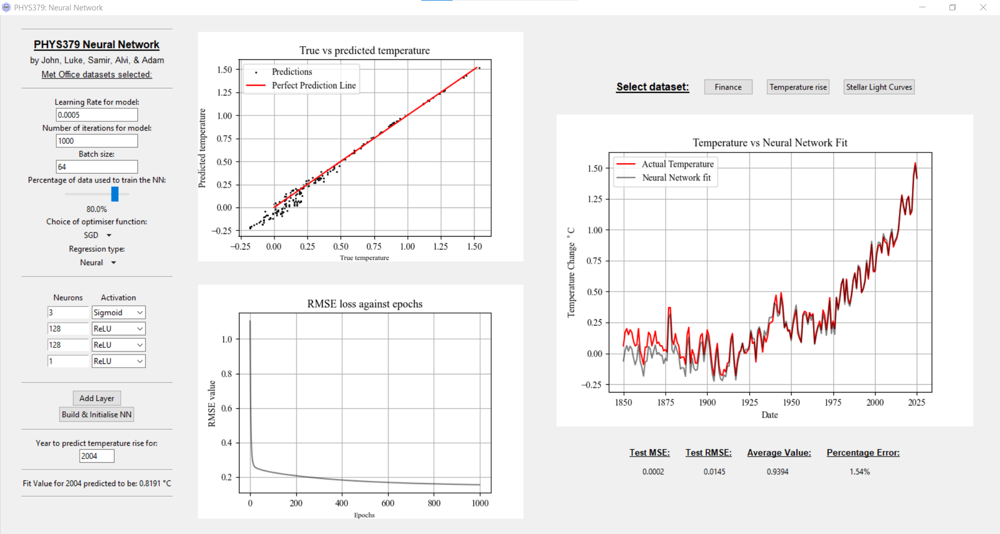 PHYS379: Neural Network
PHYS379 Neural Network
by John, Luke, Samir, Alvi, & Adam
Met Office datasets selected:
Learning Rate for model:
0.0005
Number of iterations for model:
1000
Batch size:
64
Percentage of data used to train the NN:
80.0%
Choice of optimiser function:
SGD
Regression type:
Neural
Neurons Activation
3 Sigmoid
128 ReLU
128 ReLU
1 ReLU
Add Layer
Build & Initialise NN
Year to predict temperature rise for:
2004
Fit Value for 2004 predicted to be: 0.8191 °C
True vs predicted temperature
Predictions
Perfect Prediction Line
Predicted temperature
1.50
1.25
1.00
0.75
0.50
0.25
0.00
−0.25
−0.25 0.00 0.25 0.50 0.75 1.00 1.25 1.50
True temperature
RMSE loss against epochs
RMSE value
1.0
0.8
0.6
0.4
0.2
0 200 400 600 800 1000
Epochs
Select dataset: Finance Temperature rise Stellar Light Curves
Temperature vs Neural Network Fit
Actual Temperature
Neural Network fit
Temperature Change °C
1.50
1.25
1.00
0.75
0.50
0.25
0.00
−0.25
1850 1875 1900 1925 1950 1975 2000 2025
Date
Test MSE: Test RMSE: Average Value: Percentage Error:
0.0002 0.0145 0.9394 1.54%